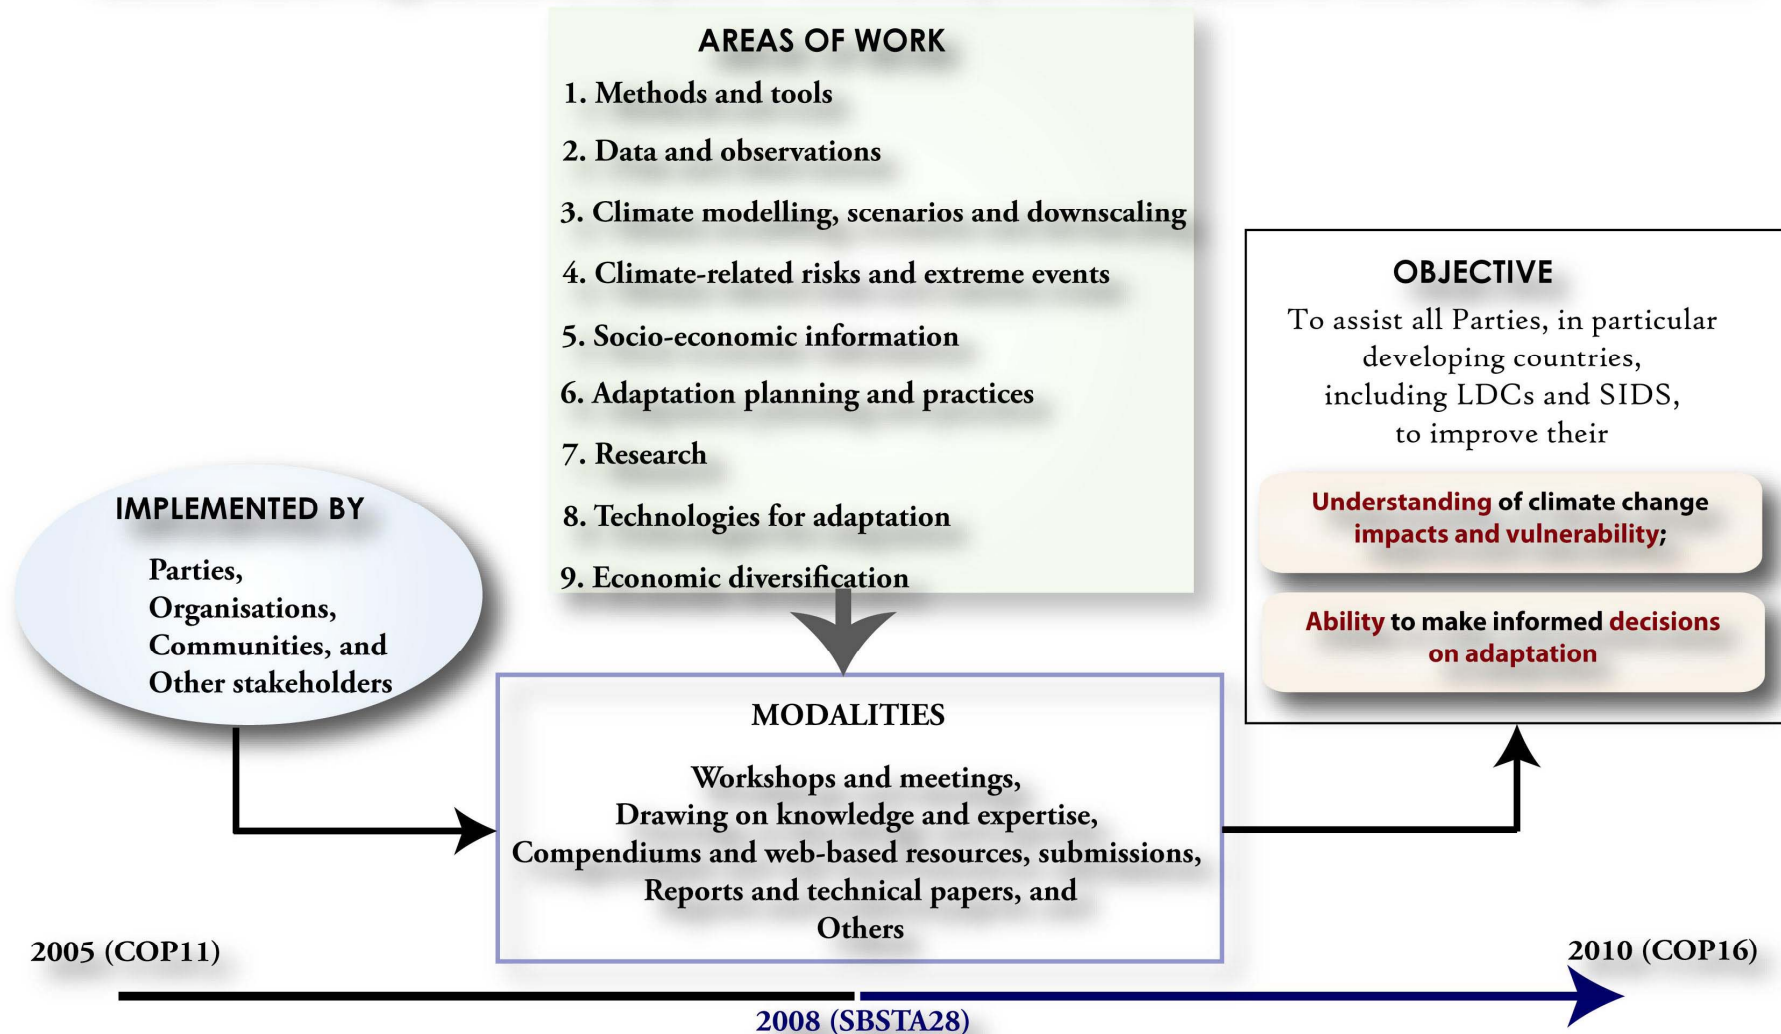 AREAS OF WORK
1. Methods and tools
2. Data and observations
3. Climate modelling, scenarios and downscaling
4. Climate-related risks and extreme events
5. Socio-economic information
6. Adaptation planning and practices
7. Research
8. Technologies for adaptation
9. Economic diversification
IMPLEMENTED BY
Parties,
Organisations,
Communities, and
Other stakeholders
MODALITIES
Workshops and meetings,
Drawing on knowledge and expertise,
Compendiums and web-based resources, submissions,
Reports and technical papers, and
Others
OBJECTIVE
To assist all Parties, in particular
developing countries,
including LDCs and SIDS,
to improve their
Understanding of climate change
impacts and vulnerability;
Ability to make informed decisions
on adaptation
2005 (COP11)
2008 (SBSTA28)
2010 (COP16)